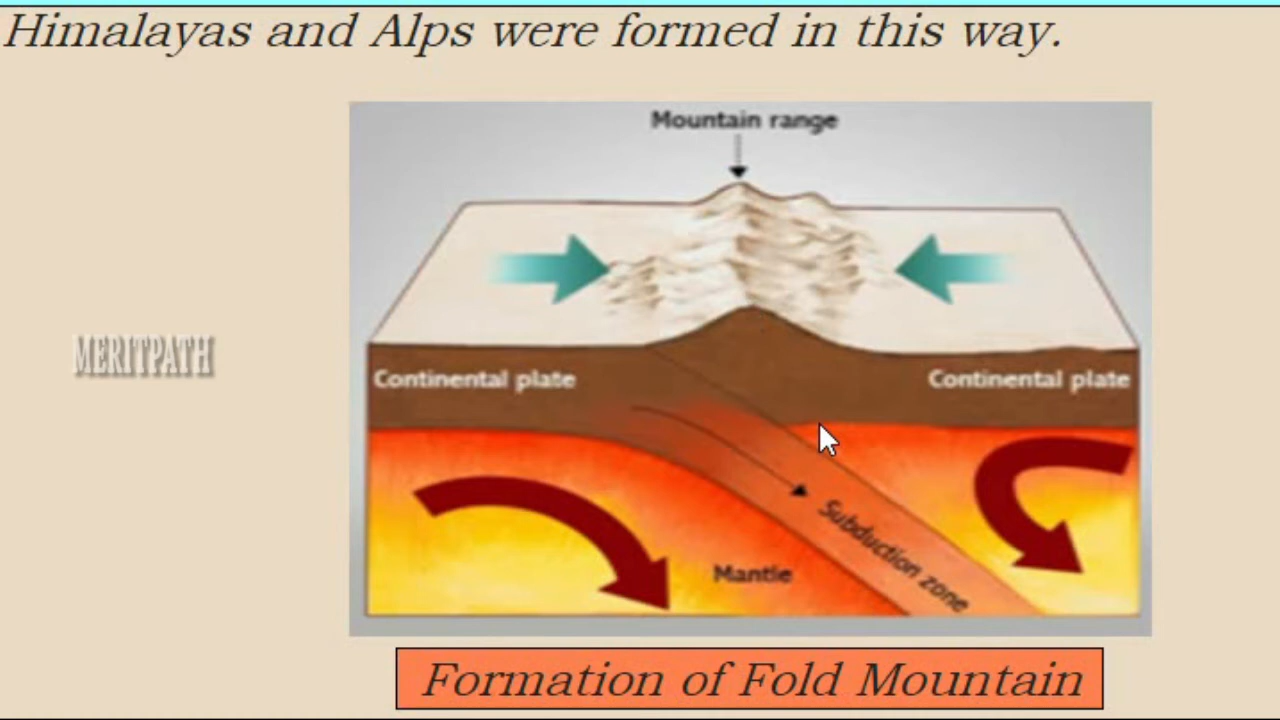 Himalayas and Alps were formed in this way.
Mountain range
MERITPATH
Continental plate
Continental plate
Subduction zone
Mantle
Formation of Fold Mountain